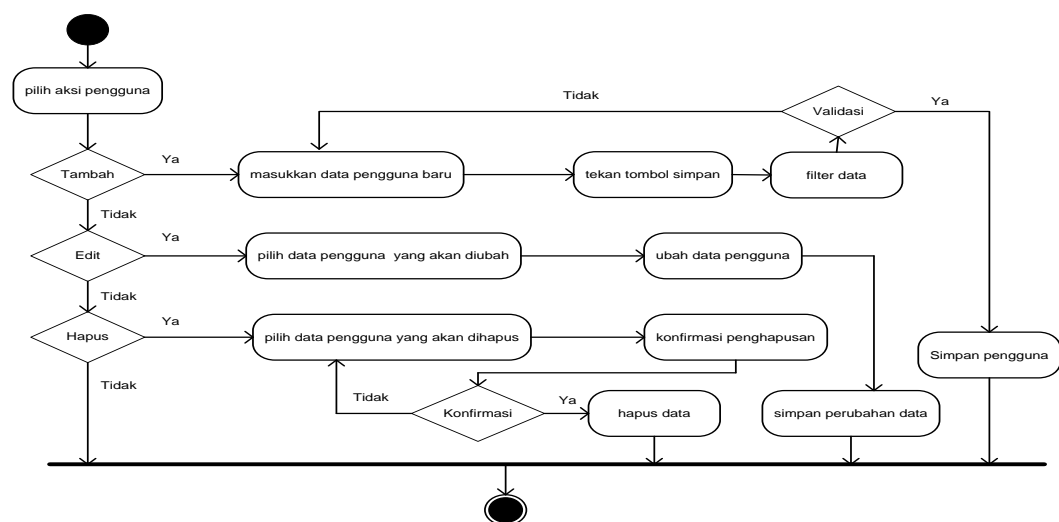 pilih aksi pengguna
Tidak
Validasi
Ya
Tambah
Ya
masukkan data pengguna baru
tekan tombol simpan
filter data
Tidak
Edit
Ya
pilih data pengguna yang akan diubah
ubah data pengguna
Tidak
Hapus
Ya
pilih data pengguna yang akan dihapus
konfirmasi penghapusan
Simpan pengguna
Tidak
Tidak
Konfirmasi
Ya
hapus data
simpan perubahan data